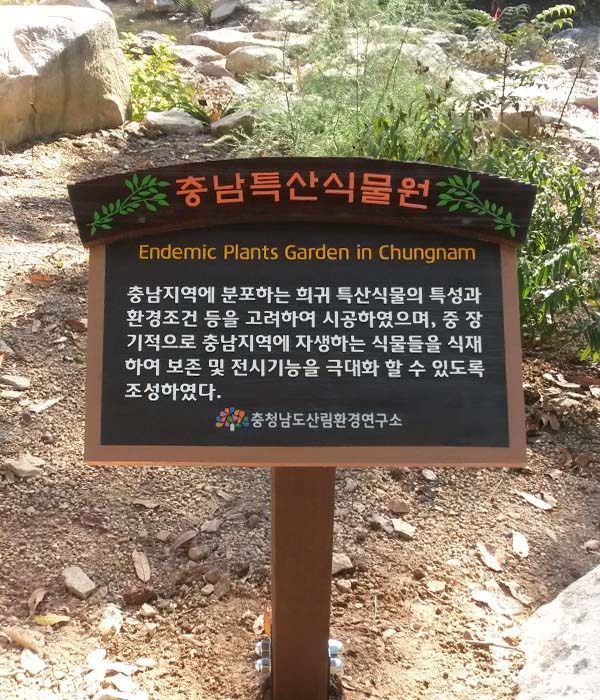 충남특산식물원
Endemic Plants Garden in Chungnam
충남지역에 분포하는 희귀 특산식물의 특성과
환경조건 등을 고려하여 시공하였으며, 중 장
기적으로 충남지역에 자생하는 식물들을 식재
하여 보존 및 전시기능을 극대화 할 수 있도록
조성하였다.
충청남도산림환경연구소